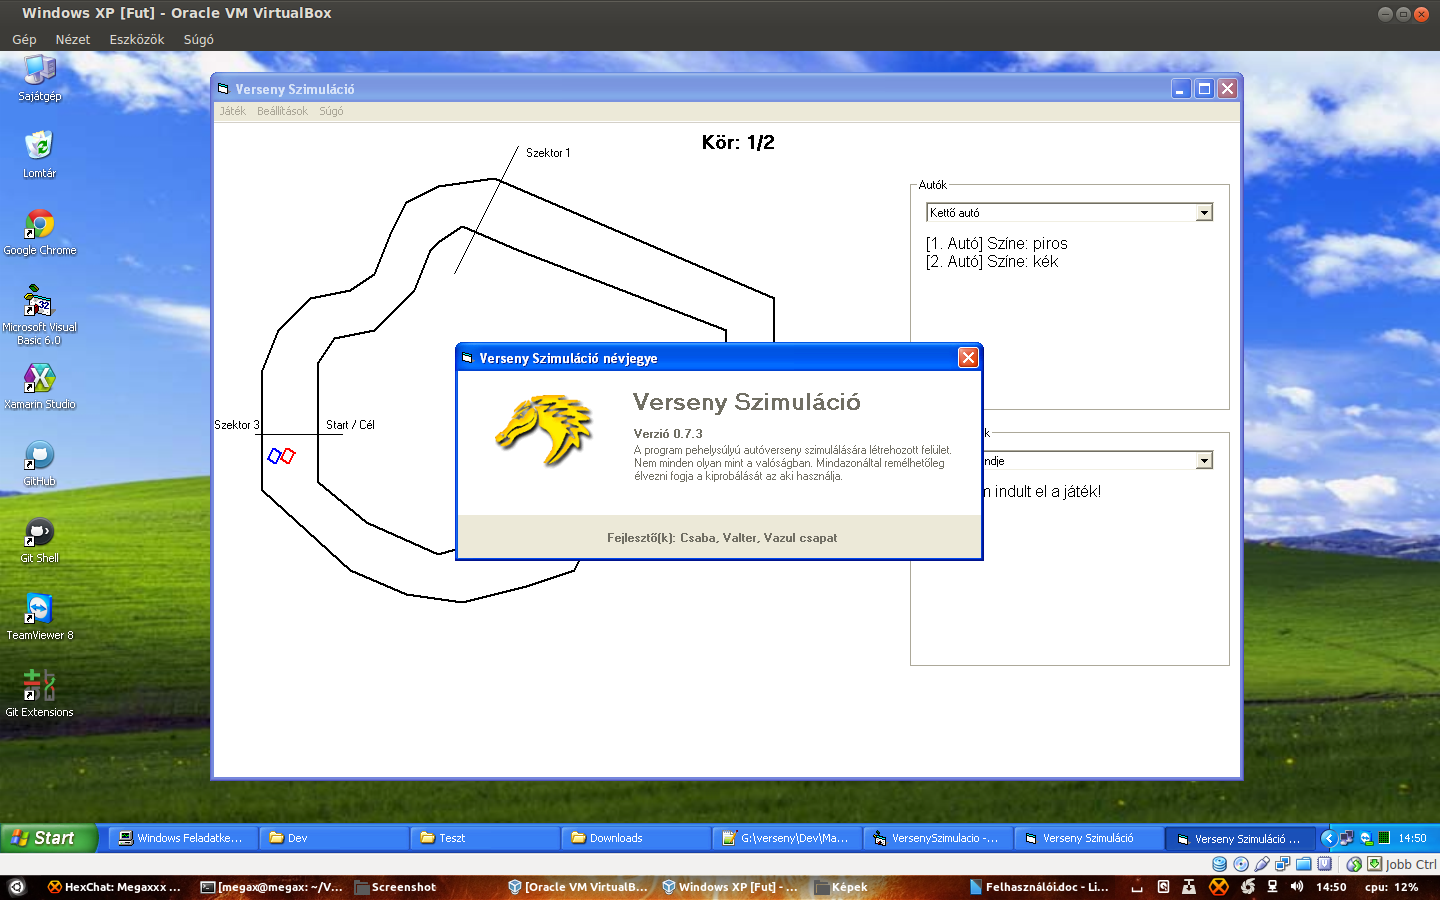 Windows XP [Fut] - Oracle VM VirtualBox
Gép Nézet Eszközök Súgó
Sajátgép
Lomtár
Google Chrome
Microsoft Visual
Basic 6.0
Xamarin Studio
GitHub
Git Shell
TeamViewer 8
Git Extensions
Verseny Szimuláció
Játék Beállítások Súgó
Kör: 1/2
Szektor 1
Szektor 3
Start / Cél
Autók
Kettő autó
[1. Autó] Színe: piros
[2. Autó] Színe: kék
k
ndje
indult el a játék!
Verseny Szimuláció névjegye
Verseny Szimuláció
Verzió 0.7.3
A program pehelysúlyú autóverseny szimulálására létrehozott felület.
Nem minden olyan mint a valóságban. Mindazonáltal remélhetőleg
élvezni fogja a kiprobálását az aki használja.
Fejlesztő(k): Csaba, Valter, Vazul csapat
Start
Windows Feladatke...
Dev
Teszt
Downloads
G:\verseny\Dev\Ma...
VersenySzimulacio -...
Verseny Szimuláció
Verseny Szimuláció ...
14:50
Jobb Ctrl
HexChat: Megaxxx ...
[megax@megax: ~/V...
Screenshot
[Oracle VM VirtualB...
Windows XP [Fut] - ...
Képek
Felhasználói.doc - Li...
14:50
cpu: 12%